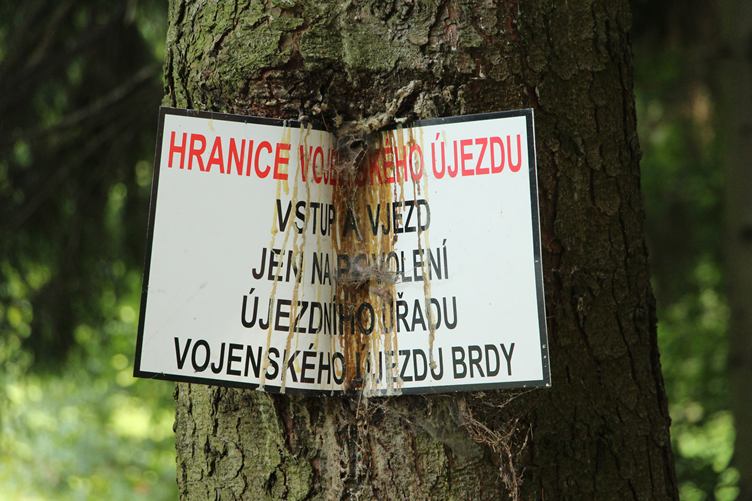 HRANICE VOJENSKÉHO ÚJEZDU
VSTUP A VJEZD
JEN NA POVOLENÍ
ÚJEZDNÍHO ÚŘADU
VOJENSKÉHO ÚJEZDU BRDY